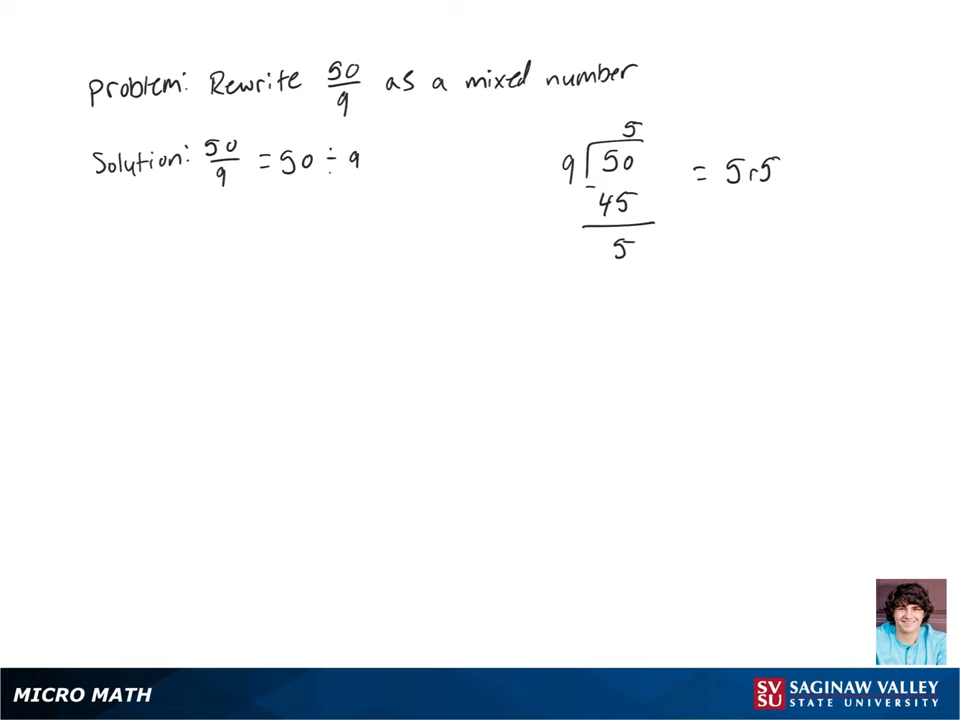 Problem: Rewrite 50/9 as a mixed number
Solution: 50/9 = 50 ÷ 9
5
9 50 = 5r5
- 45
5
MICRO MATH
SVSU SAGINAW VALLEY
STATE UNIVERSITY